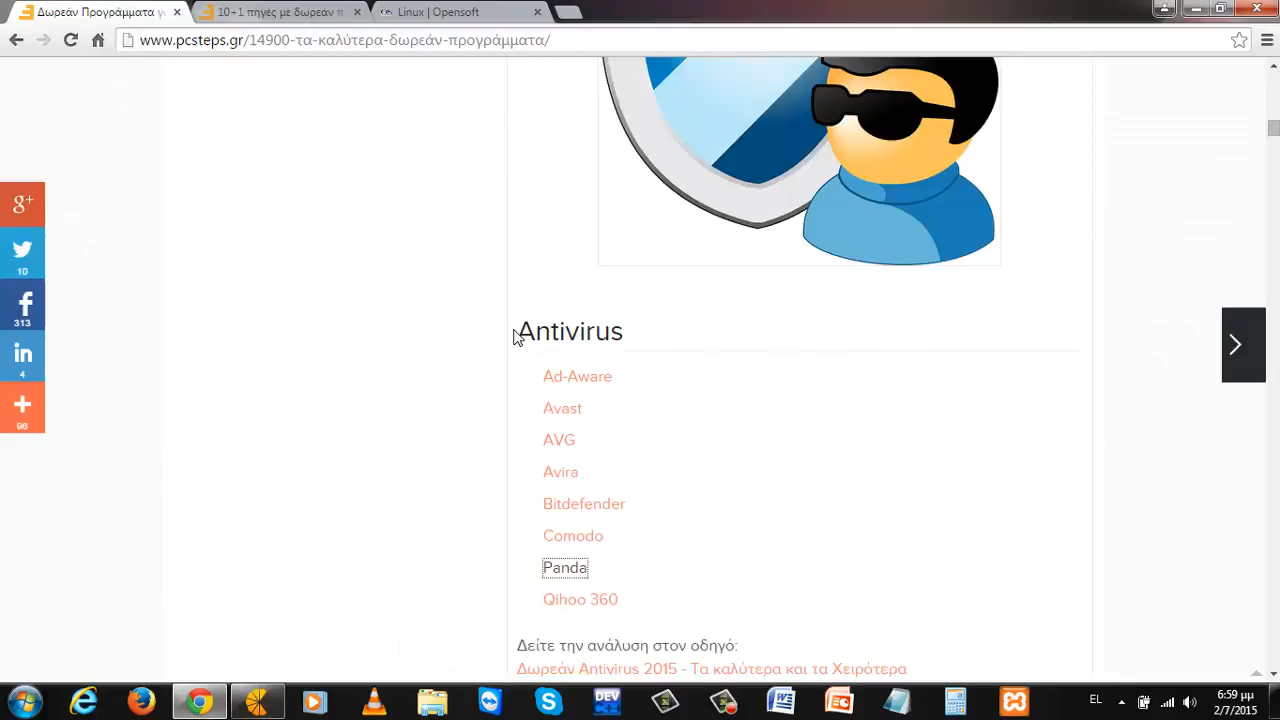 Δωρεάν Προγράμματα γι
10+1 πηγές με δωρεάν π
Linux | Opensoft
www.pcsteps.gr/14900-τα-καλύτερα-δωρεάν-προγράμματα/
g+
10
f
313
in
4
+
96
Antivirus
Ad-Aware
Avast
AVG
Avira
Bitdefender
Comodo
Panda
Qihoo 360
Δείτε την ανάλυση στον οδηγό:
Δωρεάν Antivirus 2015 - Τα καλύτερα και τα Χειρότερα
DEV
EL
6:59 μμ
2/7/2015